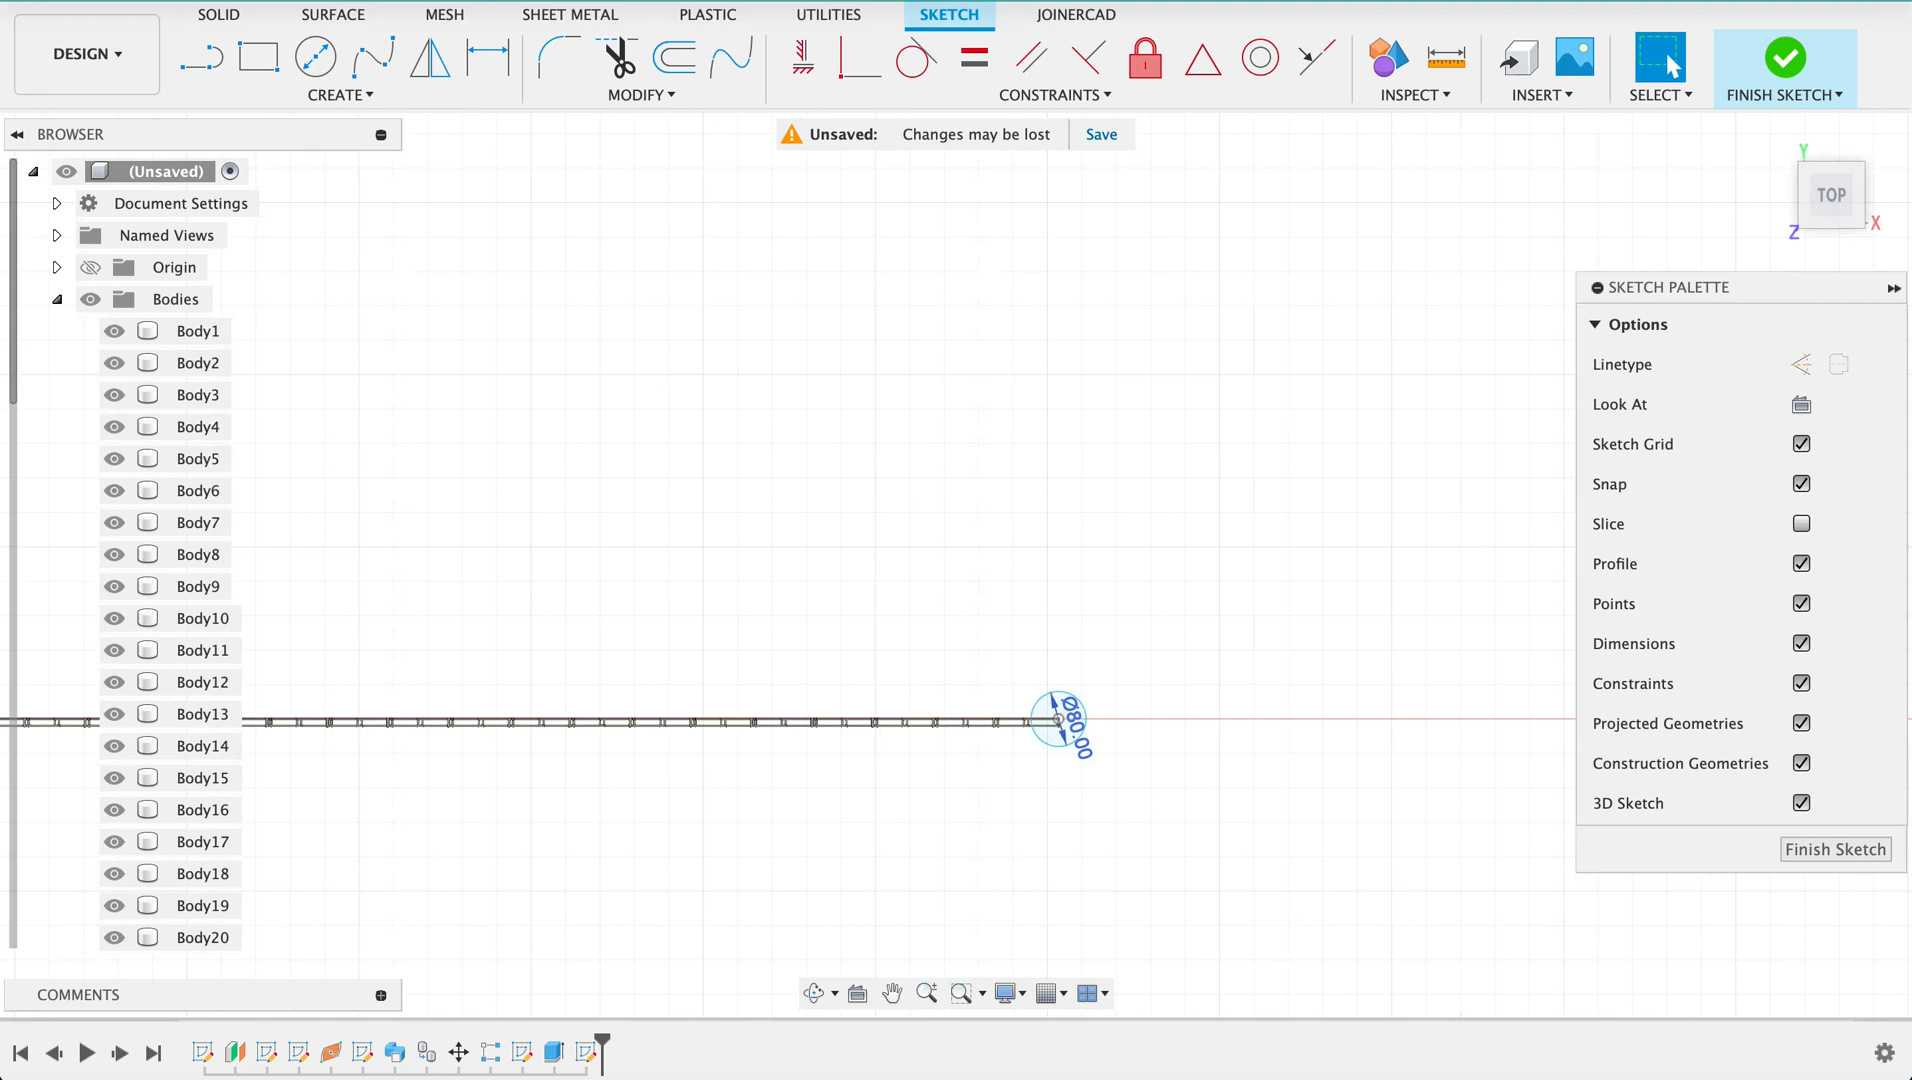 SOLID
SURFACE
MESH
SHEET METAL
PLASTIC
UTILITIES
SKETCH
JOINERCAD
DESIGN
CREATE
MODIFY
CONSTRAINTS
INSPECT
INSERT
SELECT
FINISH SKETCH
BROWSER
Unsaved: Changes may be lost Save
(Unsaved)
Document Settings
Named Views
Origin
Bodies
Body1
Body2
Body3
Body4
Body5
Body6
Body7
Body8
Body9
Body10
Body11
Body12
Body13
Body14
Body15
Body16
Body17
Body18
Body19
Body20
Y
TOP
X
Z
SKETCH PALETTE
Options
Linetype
Look At
Sketch Grid
Snap
Slice
Profile
Points
Dimensions
Constraints
Projected Geometries
Construction Geometries
3D Sketch
Finish Sketch
Ø80.00
COMMENTS